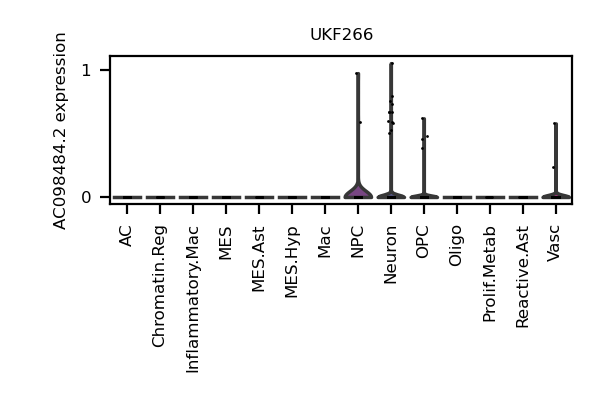 UKF266
AC098484.2 expression
1
0
AC
Chromatin.Reg
Inflammatory.Mac
MES
MES.Ast
MES.Hyp
Mac
NPC
Neuron
OPC
Oligo
Prolif.Metab
Reactive.Ast
Vasc